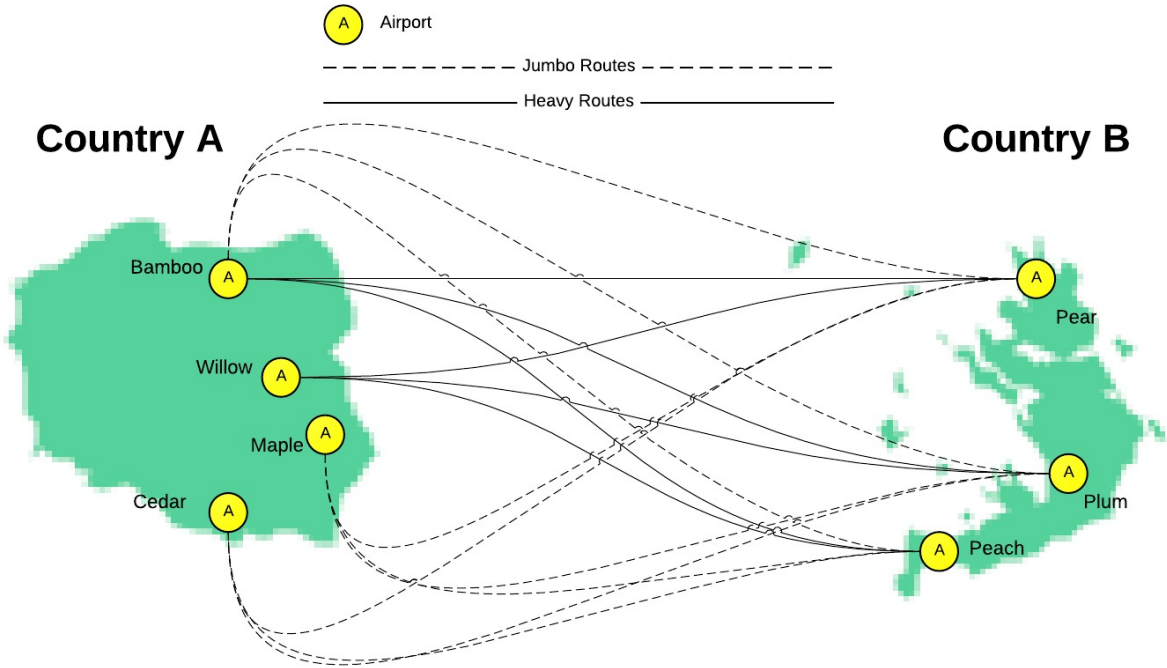 A Airport
Jumbo Routes
Heavy Routes
Country A
Country B
Bamboo A
A
Pear
Willow A
A
Maple
Cedar
A
A
Plum
A Peach